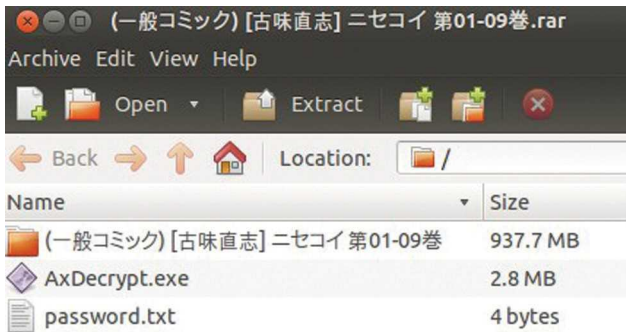 (一般コミック) [古味直志] ニセコイ 第01-09巻.rar
Archive Edit View Help
Open Extract
Back Location: /
Name Size
(一般コミック) [古味直志] ニセコイ 第01-09巻 937.7 MB
AxDecrypt.exe 2.8 MB
password.txt 4 bytes